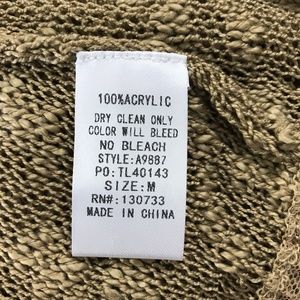 100%ACRYLIC
DRY CLEAN ONLY
COLOR WILL BLEED
NO BLEACH
STYLE:A9887
PO:TL40143
SIZE:M
RN#:130733
MADE IN CHINA